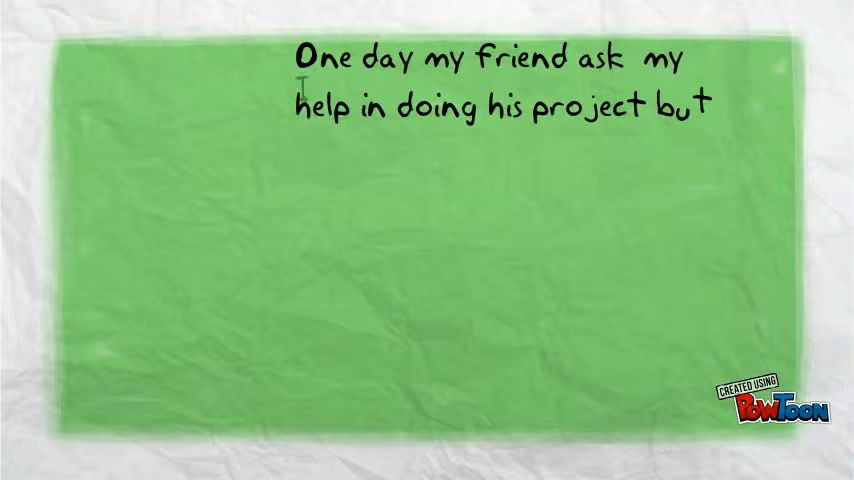 One day my friend ask my
help in doing his project but
CREATED USING
POWTOON